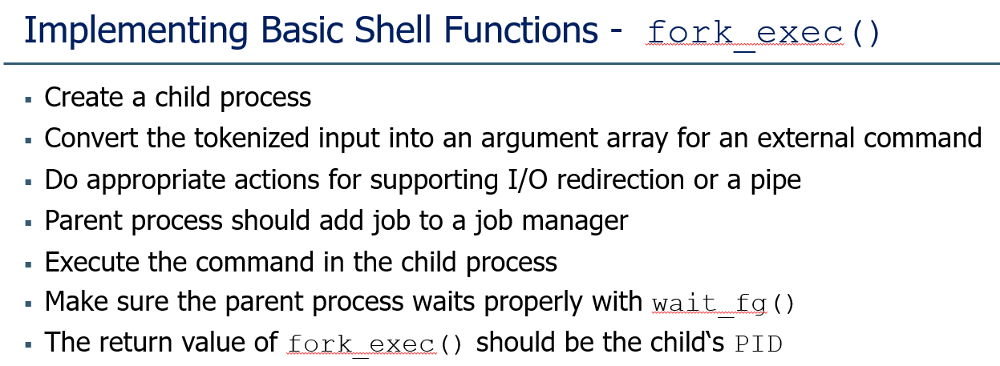 Implementing Basic Shell Functions - fork_exec()
▪ Create a child process
▪ Convert the tokenized input into an argument array for an external command
▪ Do appropriate actions for supporting I/O redirection or a pipe
▪ Parent process should add job to a job manager
▪ Execute the command in the child process
▪ Make sure the parent process waits properly with wait_fg()
▪ The return value of fork_exec() should be the child‘s PID